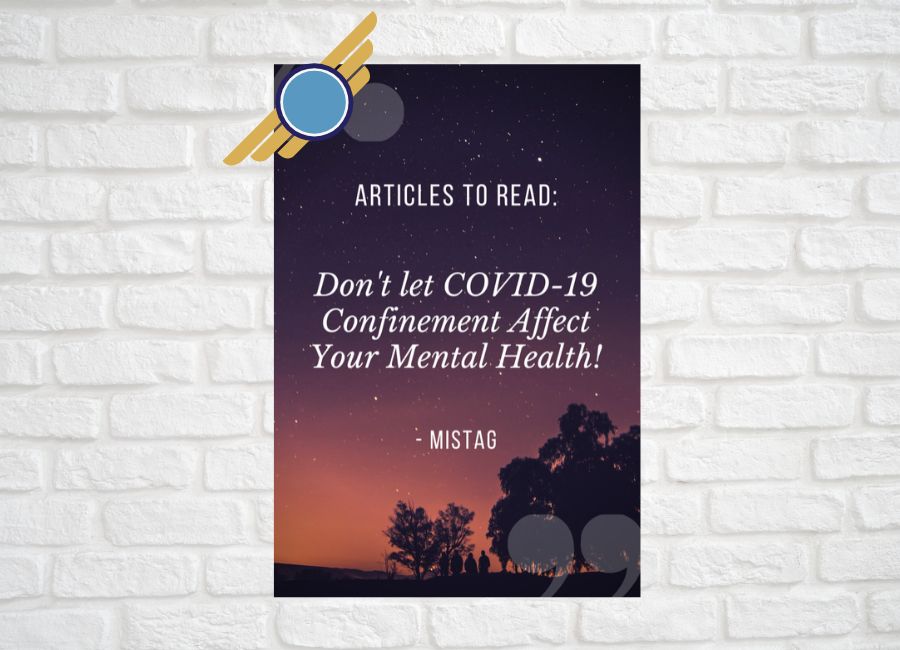 ARTICLES TO READ:
Don't let COVID-19
Confinement Affect
Your Mental Health!
- MISTAG